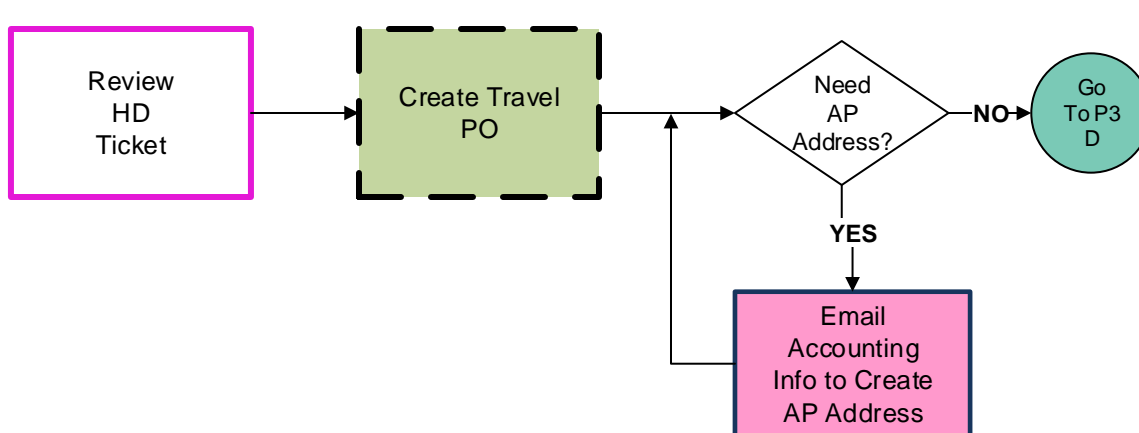 Review
HD
Ticket
Create Travel
PO
Need
AP
Address?
NO
Go
To P3
D
YES
Email
Accounting
Info to Create
AP Address